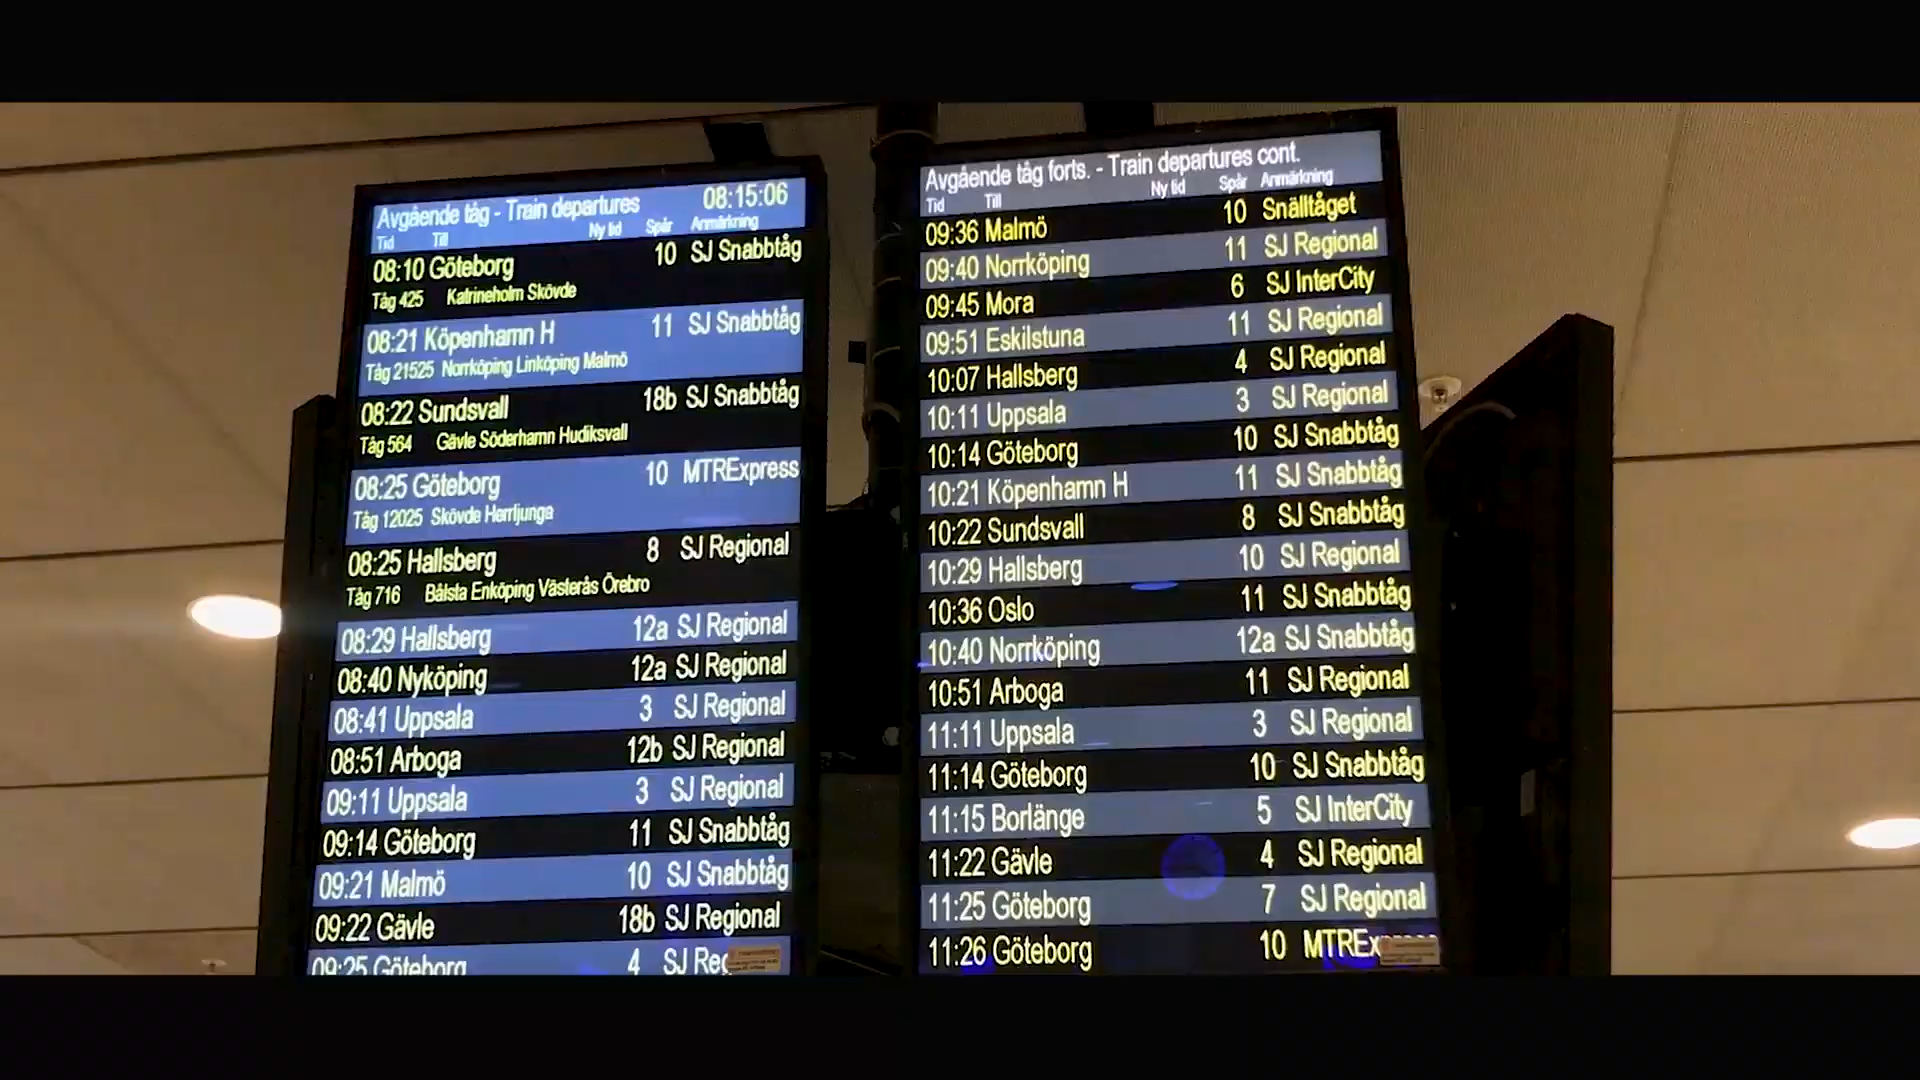 Avgående tåg - Train departures 08:15:06
Tid Till Ny tid Spår Anmärkning
08:10 Göteborg 10 SJ Snabbtåg
Tåg 425 Katrineholm Skövde
08:21 Köpenhamn H 11 SJ Snabbtåg
Tåg 21525 Norrköping Linköping Malmö
08:22 Sundsvall 18b SJ Snabbtåg
Tåg 564 Gävle Söderhamn Hudiksvall
08:25 Göteborg 10 MTRExpress
Tåg 12025 Skövde Herrljunga
08:25 Hallsberg 8 SJ Regional
Tåg 716 Bålsta Enköping Västerås Örebro
08:29 Hallsberg 12a SJ Regional
08:40 Nyköping 12a SJ Regional
08:41 Uppsala 3 SJ Regional
08:51 Arboga 12b SJ Regional
09:11 Uppsala 3 SJ Regional
09:14 Göteborg 11 SJ Snabbtåg
09:21 Malmö 10 SJ Snabbtåg
09:22 Gävle 18b SJ Regional
09:25 Göteborg 4 SJ Reg
Avgående tåg forts. - Train departures cont.
Tid Till Ny tid Spår Anmärkning
09:36 Malmö 10 Snälltåget
09:40 Norrköping 11 SJ Regional
09:45 Mora 6 SJ InterCity
09:51 Eskilstuna 11 SJ Regional
10:07 Hallsberg 4 SJ Regional
10:11 Uppsala 3 SJ Regional
10:14 Göteborg 10 SJ Snabbtåg
10:21 Köpenhamn H 11 SJ Snabbtåg
10:22 Sundsvall 8 SJ Snabbtåg
10:29 Hallsberg 10 SJ Regional
10:36 Oslo 11 SJ Snabbtåg
10:40 Norrköping 12a SJ Snabbtåg
10:51 Arboga 11 SJ Regional
11:11 Uppsala 3 SJ Regional
11:14 Göteborg 10 SJ Snabbtåg
11:15 Borlänge 5 SJ InterCity
11:22 Gävle 4 SJ Regional
11:25 Göteborg 7 SJ Regional
11:26 Göteborg 10 MTREx